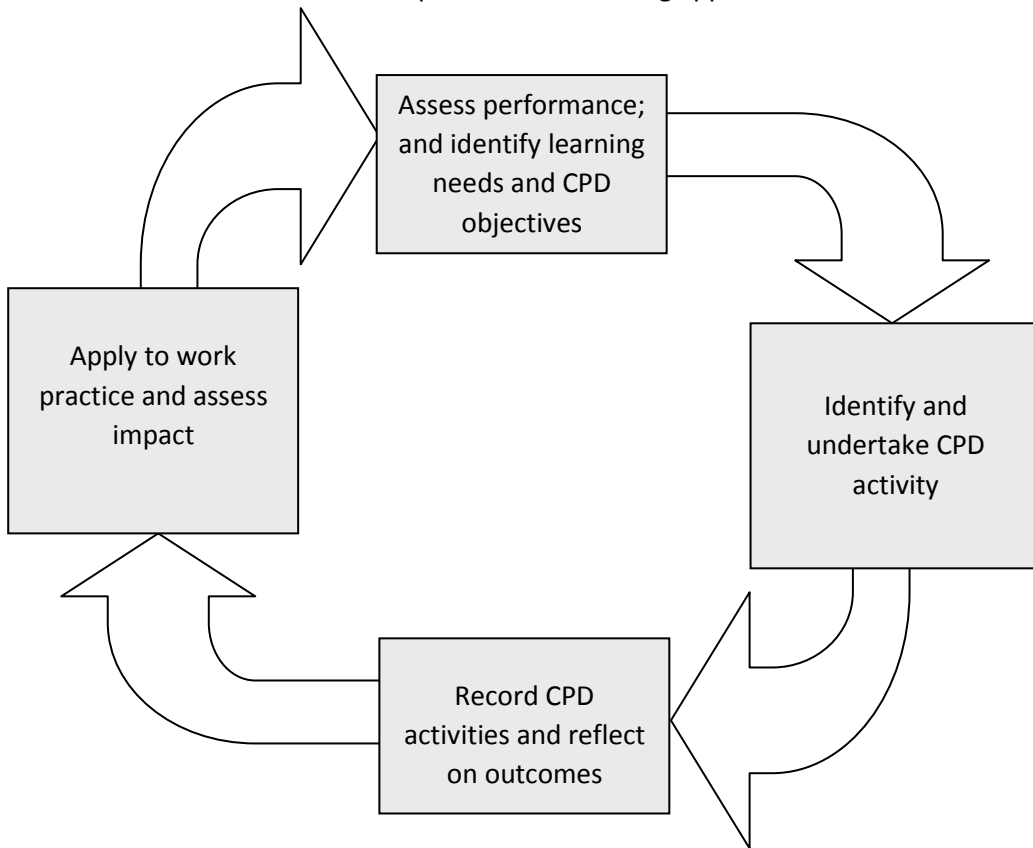 Assess performance;
and identify learning
needs and CPD
objectives
Identify and
undertake CPD
activity
Record CPD
activities and reflect
on outcomes
Apply to work
practice and assess
impact